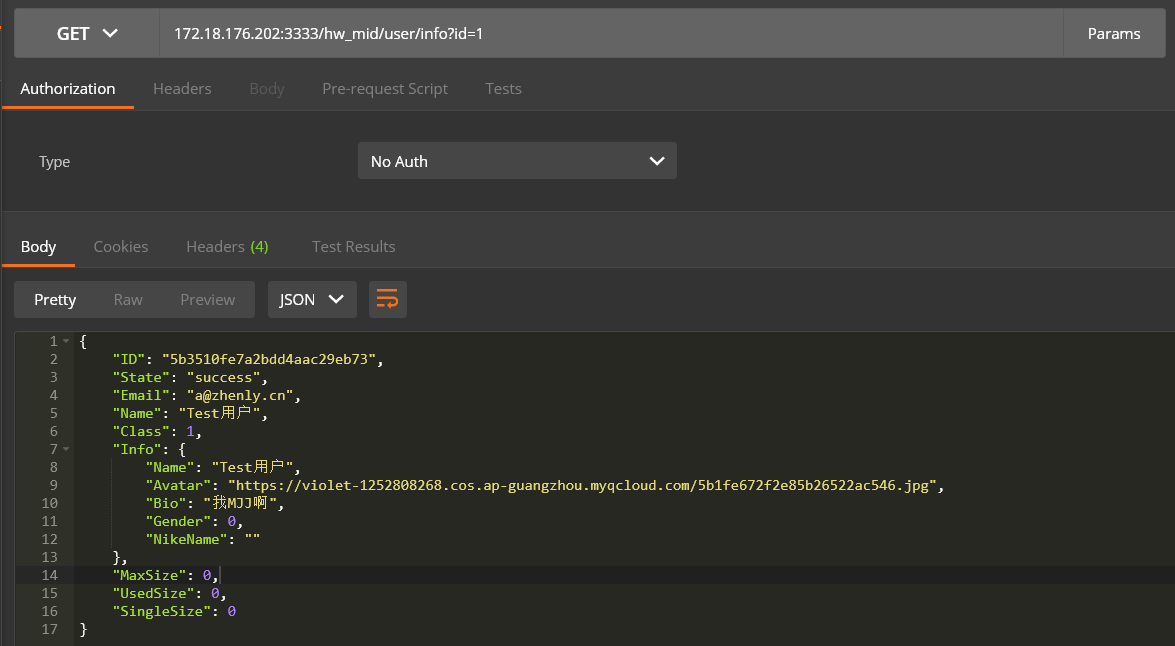 GET 172.18.176.202:3333/hw_mid/user/info?id=1 Params
Authorization Headers Body Pre-request Script Tests
Type No Auth
Body Cookies Headers (4) Test Results
Pretty Raw Preview JSON
1 {
2 "ID": "5b3510fe7a2bdd4aac29eb73",
3 "State": "success",
4 "Email": "a@zhenly.cn",
5 "Name": "Test用户",
6 "Class": 1,
7 "Info": {
8 "Name": "Test用户",
9 "Avatar": "https://violet-1252808268.cos.ap-guangzhou.myqcloud.com/5b1fe672f2e85b26522ac546.jpg",
10 "Bio": "我MJJ啊",
11 "Gender": 0,
12 "NikeName": ""
13 },
14 "MaxSize": 0,
15 "UsedSize": 0,
16 "SingleSize": 0
17 }